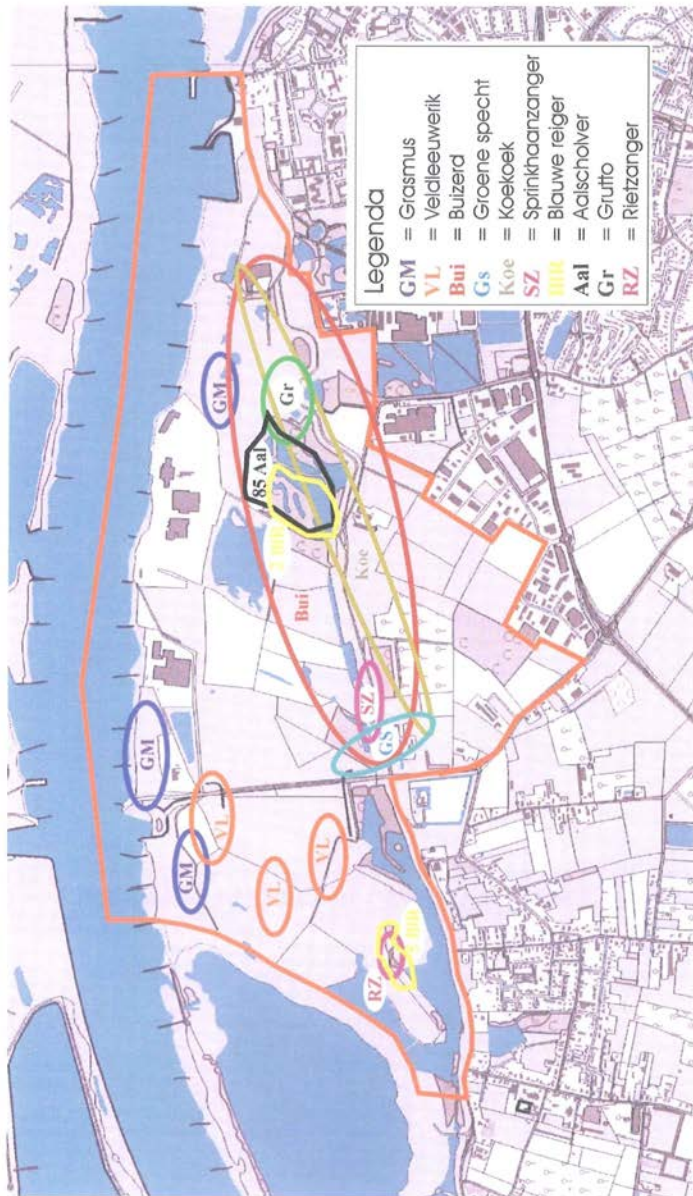 GM
GM
GM
VL
VL
VL
RZ
SZ
GS
Bui
Koe
85 Aal
Gr
Legenda
GM = Grasmus
VL = Veldleeuwerik
Bui = Buizerd
Gs = Groene specht
Koe = Koekoek
SZ = Sprinkhaanzanger
= Blauwe reiger
Aal = Aalscholver
Gr = Grutto
RZ = Rietzanger